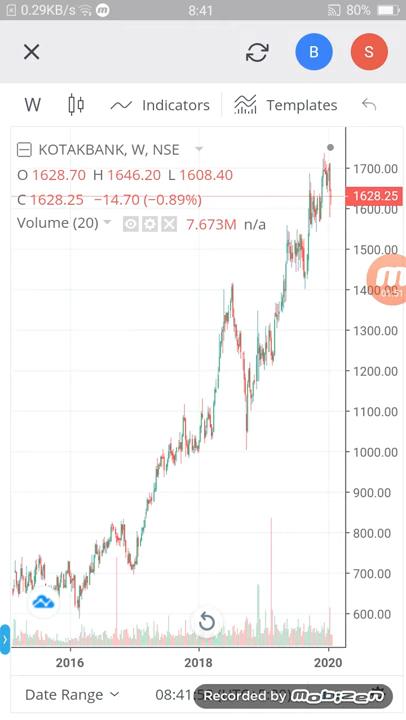 0.29K/s 8:41 80%
B S
W Indicators Templates
KOTAKBANK, W, NSE
O 1628.70 H 1646.20 L 1608.40
C 1628.25 −14.70 (−0.89%)
Volume (20) 7.673M n/a
1700.00
1628.25
1600.00
1500.00
1300.00
1200.00
1100.00
1000.00
900.00
800.00
700.00
600.00
2016 2018 2020
Date Range 08:41:5
Recorded by mobizen